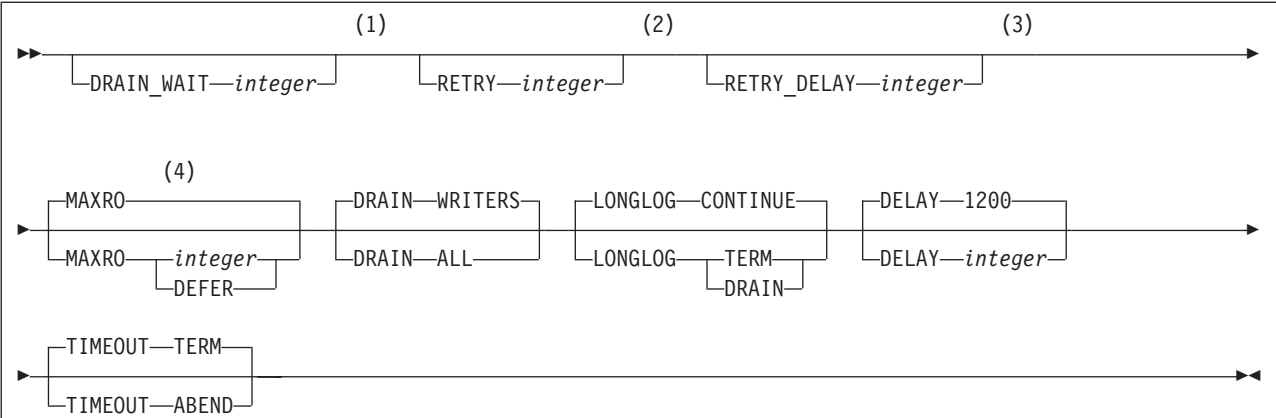 (1) (2) (3)
DRAIN_WAIT integer RETRY integer RETRY_DELAY integer
(4)
MAXRO DRAIN WRITERS LONGLOG CONTINUE DELAY 1200
MAXRO integer DRAIN ALL LONGLOG TERM DELAY integer
DEFER DRAIN
TIMEOUT TERM
TIMEOUT ABEND